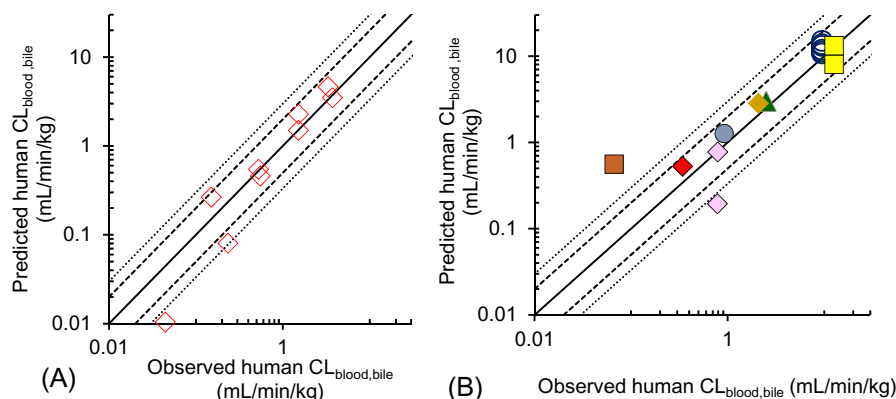 Predicted human CLblood,bile
(mL/min/kg)
10
1
0.1
0.01
0.01
1
Observed human CLblood,bile
(mL/min/kg)
(A)
Predicted human CLblood,bile
(mL/min/kg)
10
1
0.1
0.01
0.01
1
Observed human CLblood,bile (mL/min/kg)
(B)